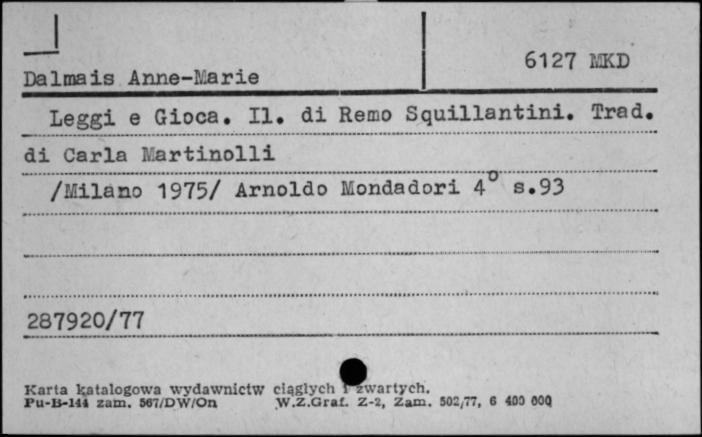 6127 MKD
Dalmais Anne-Marie
Leggi e Gioca. Il. di Remo Squillantini. Trad.
di Carla Martinolli
/Milano 1975/ Arnoldo Mondadori 4° s.93
287920/77
Karta katalogowa wydawnictw ciągłych i zwartych.
Pu-B-144 zam. 567/DW/On W.Z.Graf. Z-2, Zam. 502/77, 6 400 000